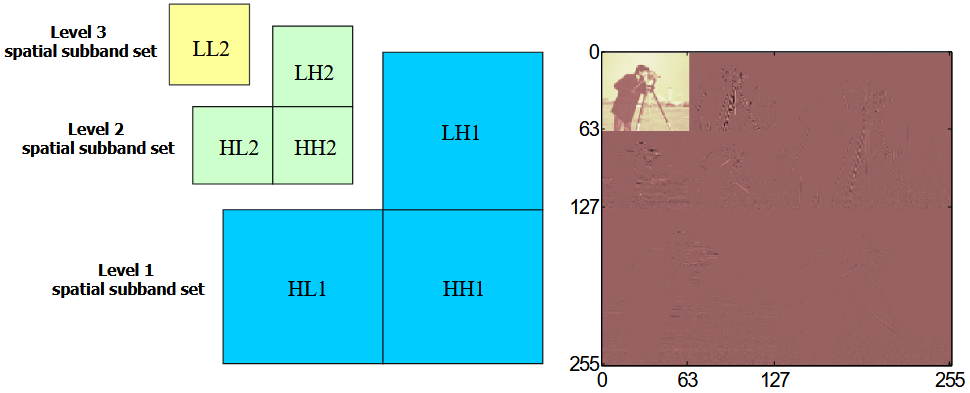 Level 3
spatial subband set
LL2
LH2
Level 2
spatial subband set
HL2
HH2
LH1
Level 1
spatial subband set
HL1
HH1
0
63
127
255
0
63
127
255